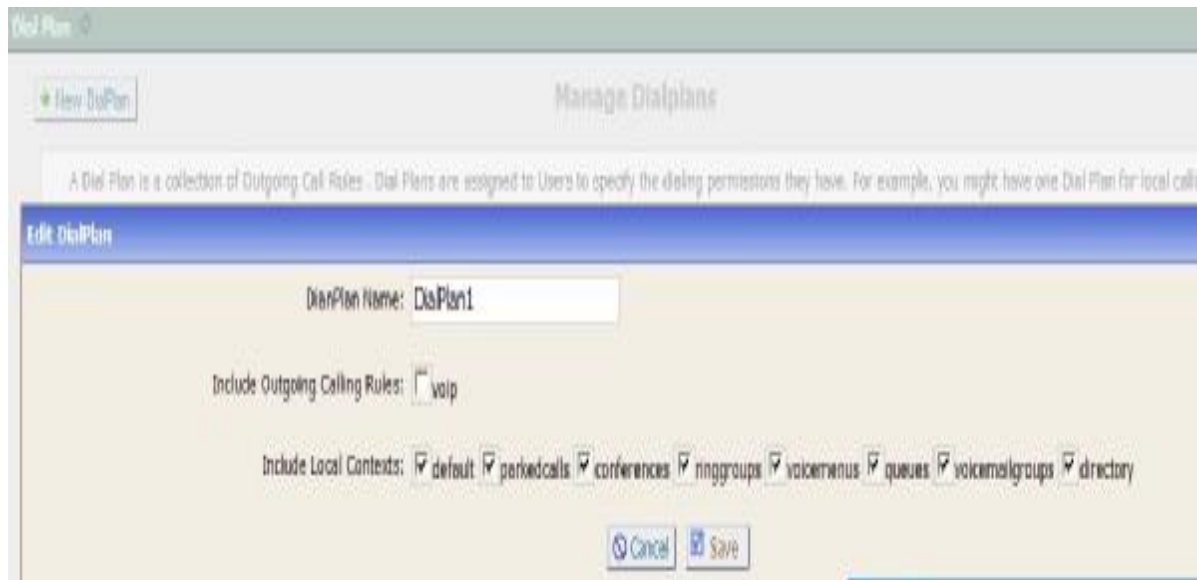 Dial Plan
New DialPlan
Manage Dialplans
A Dial Plan is a collection of Outgoing Call Rules . Dial Plans are assigned to Users to specify the dialing permissions they have. For example, you might have one Dial Plan for local calls
Edit DialPlan
DianPlan Name: DialPlan1
Include Outgoing Calling Rules: voip
Include Local Contexts: default parkedcalls conferences ringgroups voicemenus queues voicemailgroups directory
Cancel Save